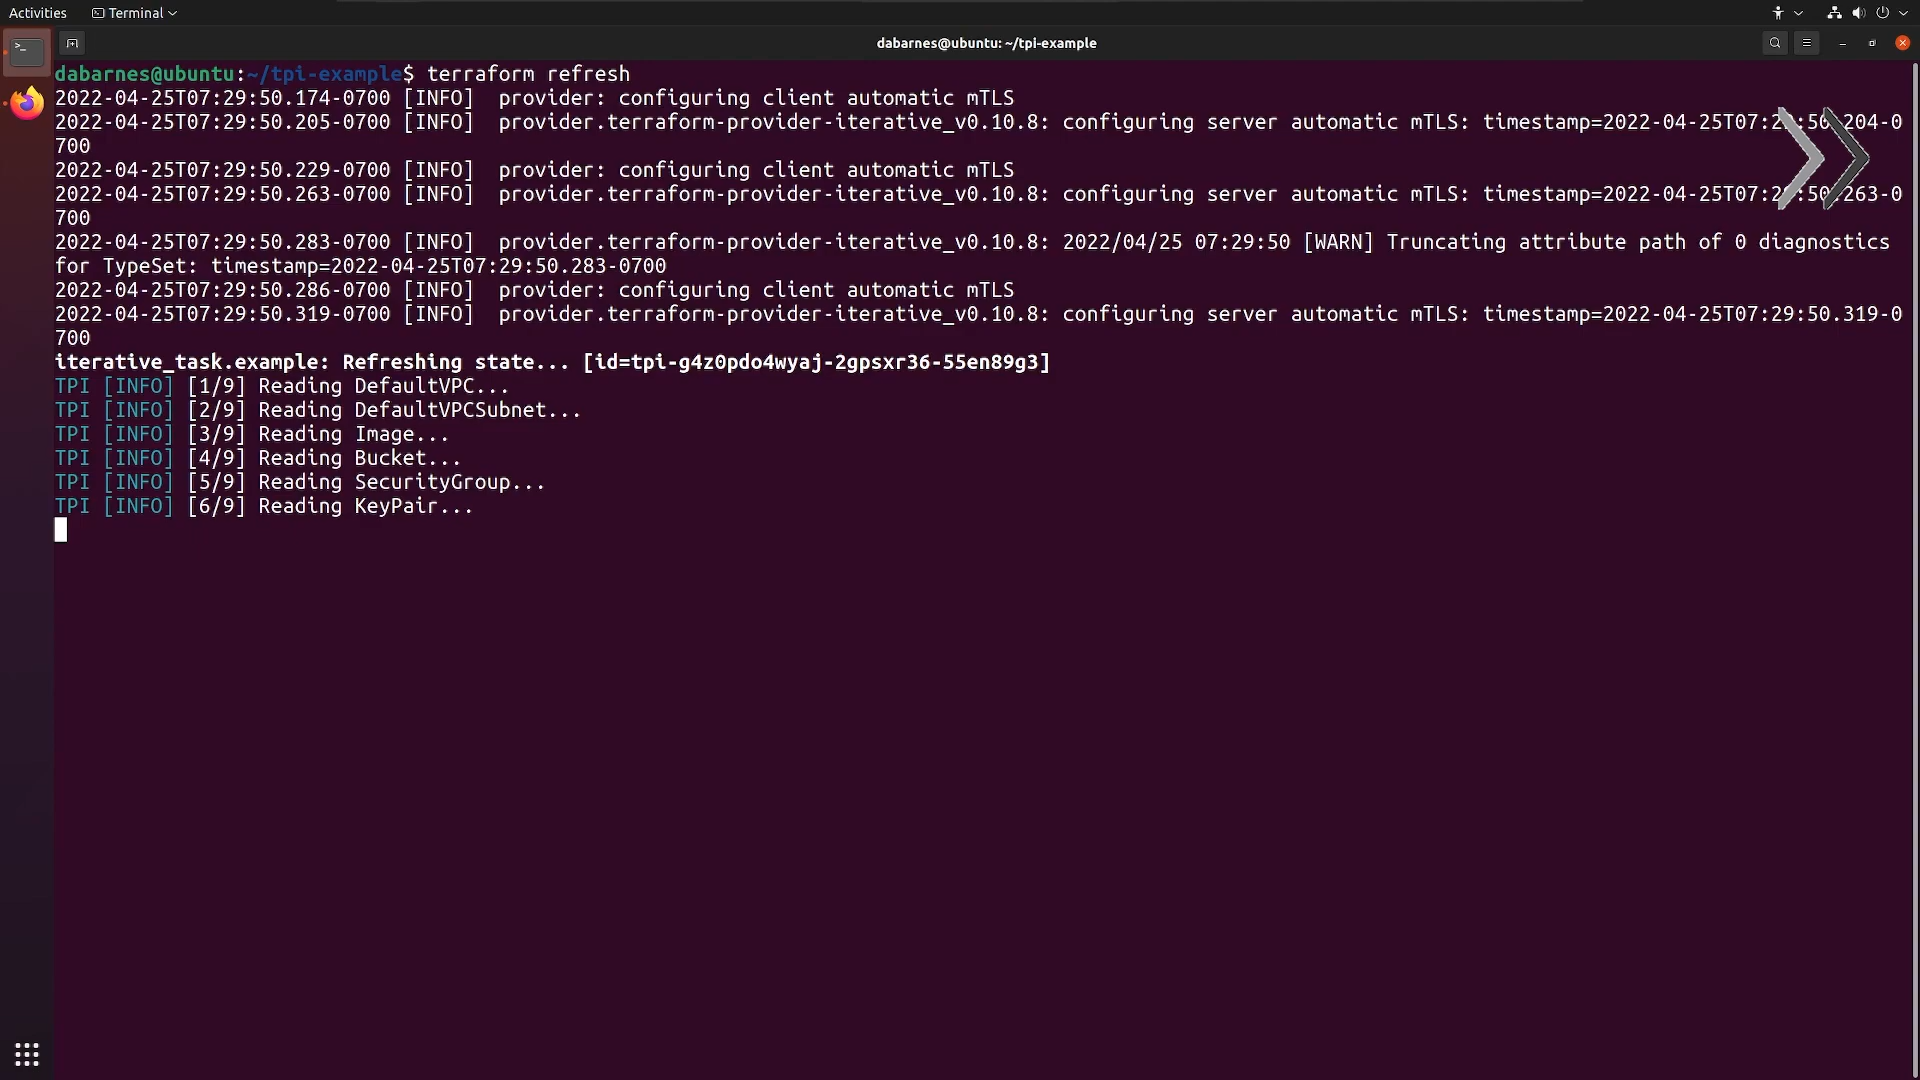 Activities Terminal
dabarnes@ubuntu: ~/tpi-example
dabarnes@ubuntu:~/tpi-example$ terraform refresh
2022-04-25T07:29:50.174-0700 [INFO]  provider: configuring client automatic mTLS
2022-04-25T07:29:50.205-0700 [INFO]  provider.terraform-provider-iterative_v0.10.8: configuring server automatic mTLS: timestamp=2022-04-25T07:29:50.204-0
700
2022-04-25T07:29:50.229-0700 [INFO]  provider: configuring client automatic mTLS
2022-04-25T07:29:50.263-0700 [INFO]  provider.terraform-provider-iterative_v0.10.8: configuring server automatic mTLS: timestamp=2022-04-25T07:29:50.263-0
700
2022-04-25T07:29:50.283-0700 [INFO]  provider.terraform-provider-iterative_v0.10.8: 2022/04/25 07:29:50 [WARN] Truncating attribute path of 0 diagnostics
for TypeSet: timestamp=2022-04-25T07:29:50.283-0700
2022-04-25T07:29:50.286-0700 [INFO]  provider: configuring client automatic mTLS
2022-04-25T07:29:50.319-0700 [INFO]  provider.terraform-provider-iterative_v0.10.8: configuring server automatic mTLS: timestamp=2022-04-25T07:29:50.319-0
700
iterative_task.example: Refreshing state... [id=tpi-g4z0pdo4wyaj-2gpsxr36-55en89g3]
TPI [INFO] [1/9] Reading DefaultVPC...
TPI [INFO] [2/9] Reading DefaultVPCSubnet...
TPI [INFO] [3/9] Reading Image...
TPI [INFO] [4/9] Reading Bucket...
TPI [INFO] [5/9] Reading SecurityGroup...
TPI [INFO] [6/9] Reading KeyPair...